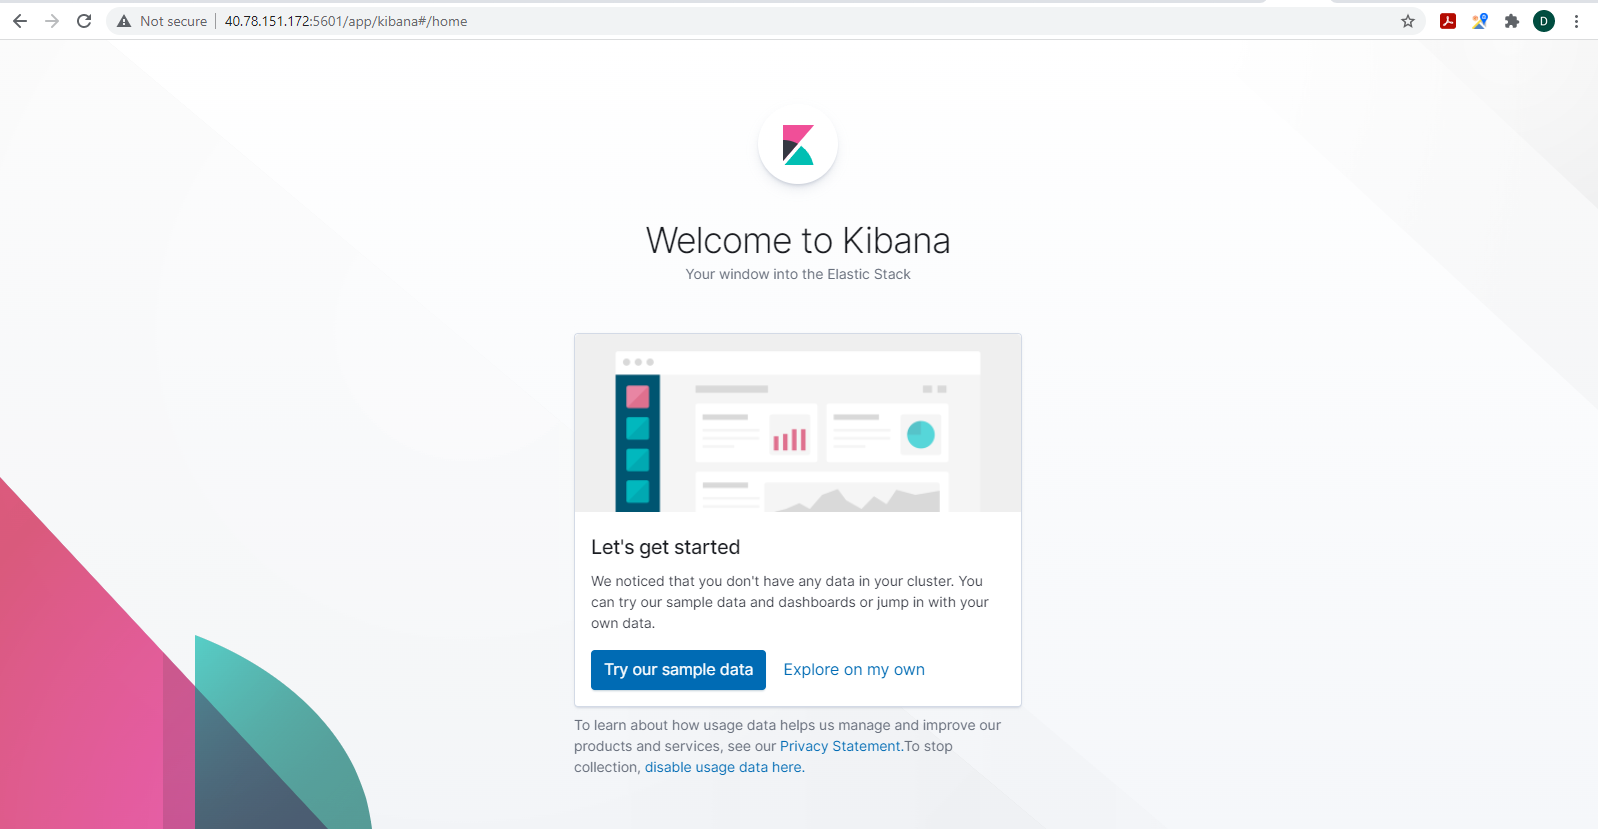 Not secure
40.78.151.172:5601/app/kibana#/home
D
Welcome to Kibana
Your window into the Elastic Stack
Let's get started
We noticed that you don't have any data in your cluster. You
can try our sample data and dashboards or jump in with your
own data.
Try our sample data
Explore on my own
To learn about how usage data helps us manage and improve our
products and services, see our Privacy Statement.To stop
collection, disable usage data here.